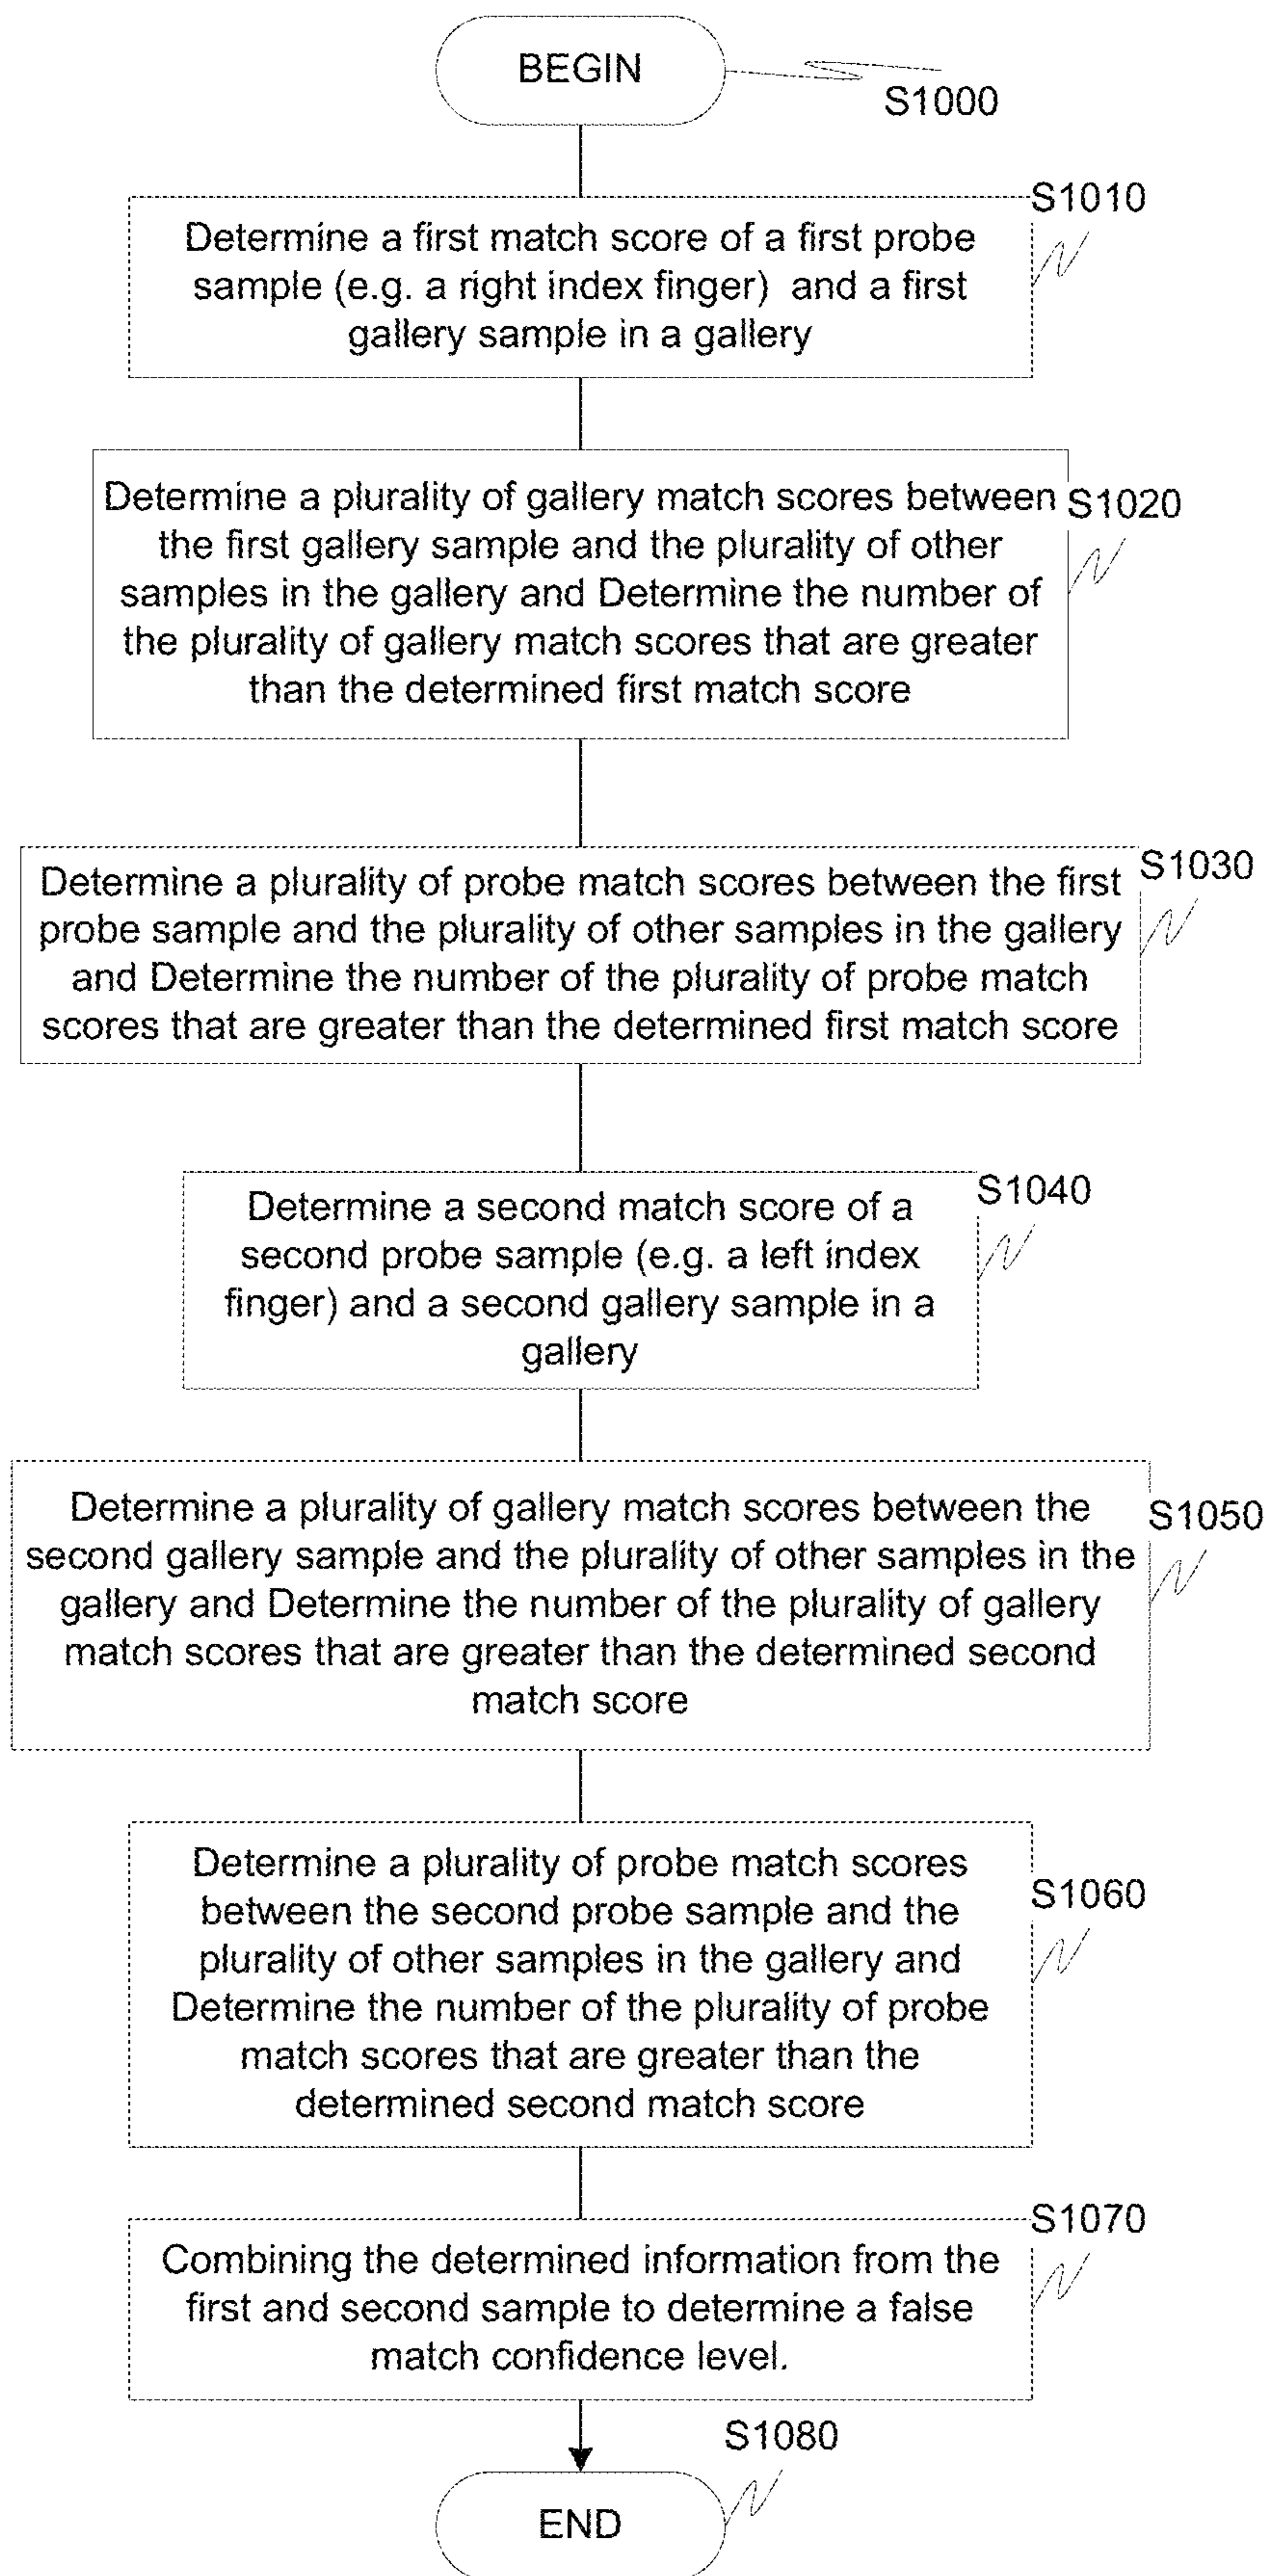 BEGIN
S1000
S1010
Determine a first match score of a first probe
sample (e.g. a right index finger) and a first
gallery sample in a gallery
Determine a plurality of gallery match scores between
S1020
the first gallery sample and the plurality of other
samples in the gallery and Determine the number of
the plurality of gallery match scores that are greater
than the determined first match score
S1030
Determine a plurality of probe match scores between the first
probe sample and the plurality of other samples in the gallery
and Determine the number of the plurality of probe match
scores that are greater than the determined first match score
S1040
Determine a second match score of a
second probe sample (e.g. a left index
finger) and a second gallery sample in a
gallery
Determine a plurality of gallery match scores between the
S1050
second gallery sample and the plurality of other samples in the
gallery and Determine the number of the plurality of gallery
match scores that are greater than the determined second
match score
Determine a plurality of probe match scores
S1060
between the second probe sample and the
plurality of other samples in the gallery and
Determine the number of the plurality of probe
match scores that are greater than the
determined second match score
S1070
Combining the determined information from the
first and second sample to determine a false
match confidence level.
S1080
END